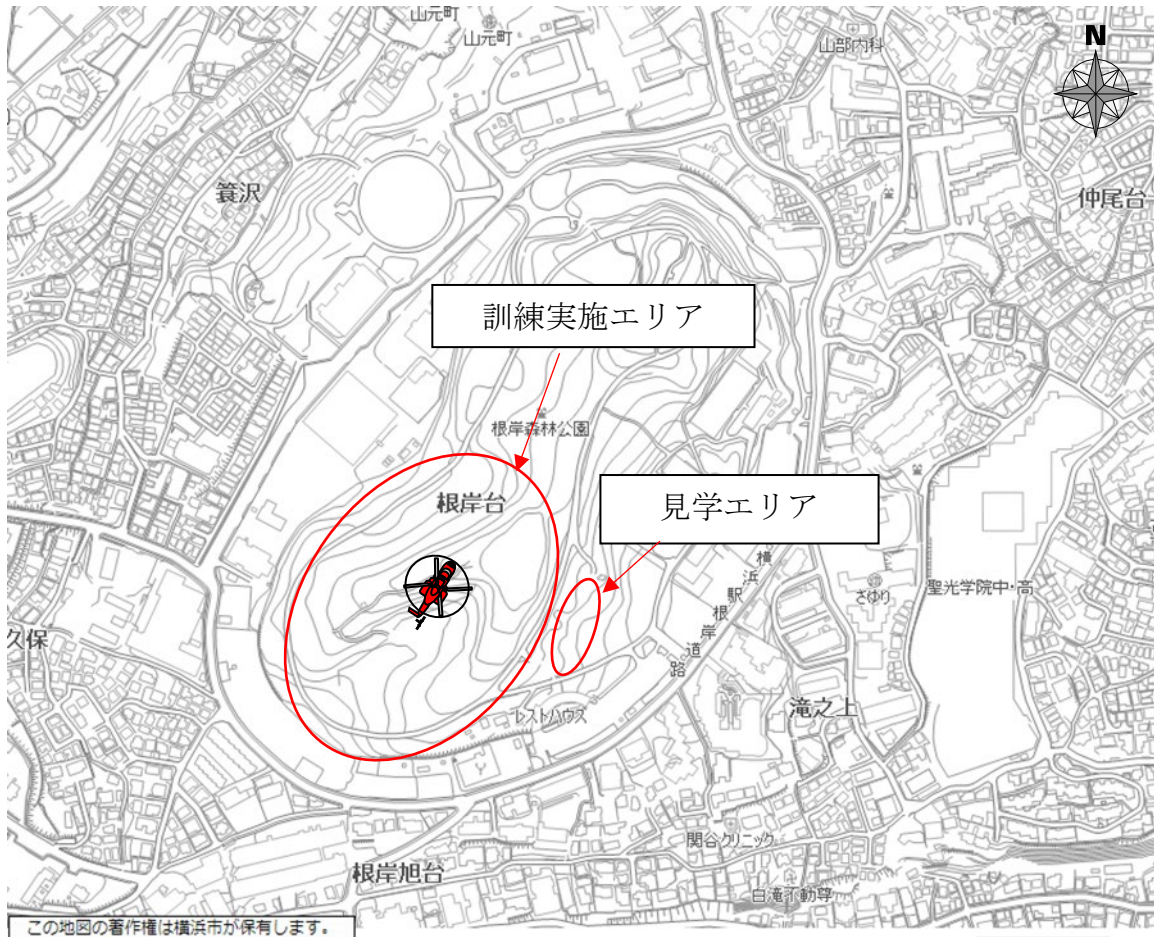 山元町
山元町
山部内科
N
簑沢
仲尾台
訓練実施エリア
根岸森林公園
根岸台
見学エリア
横浜駅根岸道路
さゆり
聖光学院中・高
久保
滝之上
レストハウス
関谷クリニック
根岸旭台
白滝不動尊
この地図の著作権は横浜市が保有します。